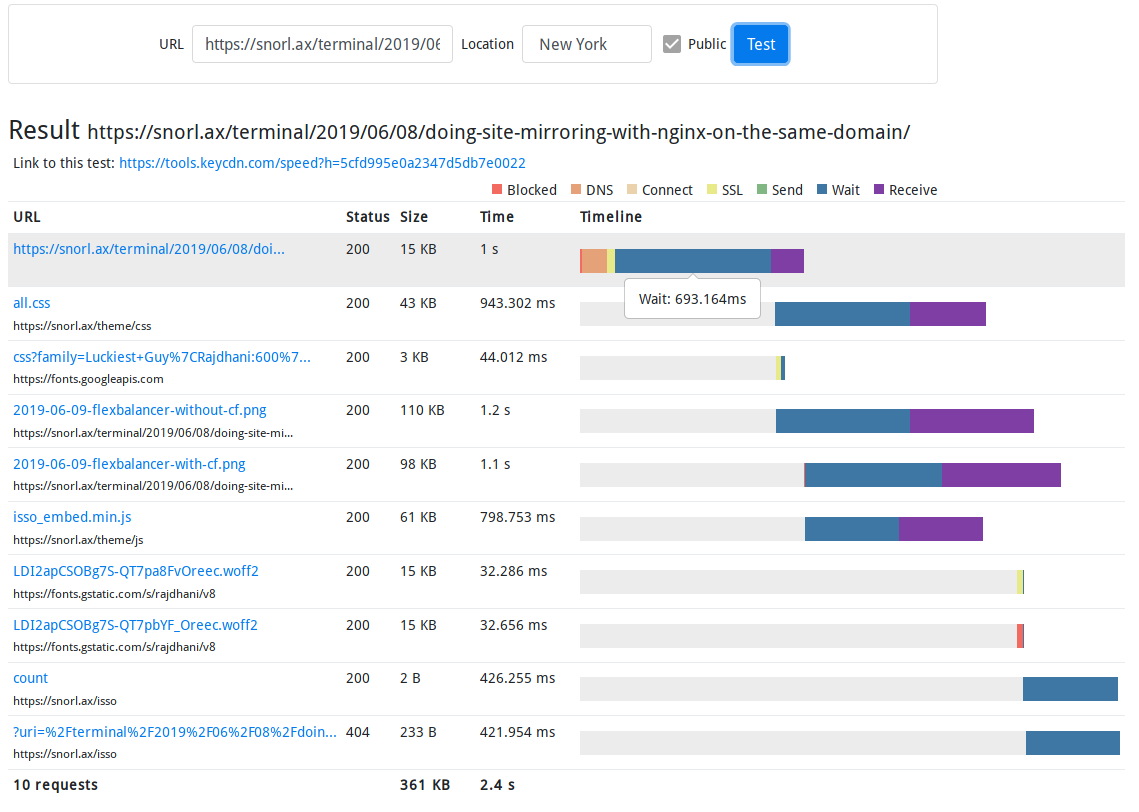 URL https://snorl.ax/terminal/2019/06 Location New York Public Test
Result https://snorl.ax/terminal/2019/06/08/doing-site-mirroring-with-nginx-on-the-same-domain/
Link to this test: https://tools.keycdn.com/speed?h=5cfd995e0a2347d5db7e0022
Blocked DNS Connect SSL Send Wait Receive
URL Status Size Time Timeline
https://snorl.ax/terminal/2019/06/08/doi... 200 15 KB 1 s
Wait: 693.164ms
all.css 200 43 KB 943.302 ms
https://snorl.ax/theme/css
css?family=Luckiest+Guy%7CRajdhani:600%7... 200 3 KB 44.012 ms
https://fonts.googleapis.com
2019-06-09-flexbalancer-without-cf.png 200 110 KB 1.2 s
https://snorl.ax/terminal/2019/06/08/doing-site-mi...
2019-06-09-flexbalancer-with-cf.png 200 98 KB 1.1 s
https://snorl.ax/terminal/2019/06/08/doing-site-mi...
isso_embed.min.js 200 61 KB 798.753 ms
https://snorl.ax/theme/js
LDI2apCSOBg7S-QT7pa8FvOreec.woff2 200 15 KB 32.286 ms
https://fonts.gstatic.com/s/rajdhani/v8
LDI2apCSOBg7S-QT7pbYF_Oreec.woff2 200 15 KB 32.656 ms
https://fonts.gstatic.com/s/rajdhani/v8
count 200 2 B 426.255 ms
https://snorl.ax/isso
?uri=%2Fterminal%2F2019%2F06%2F08%2Fdoin... 404 233 B 421.954 ms
https://snorl.ax/isso
10 requests 361 KB 2.4 s